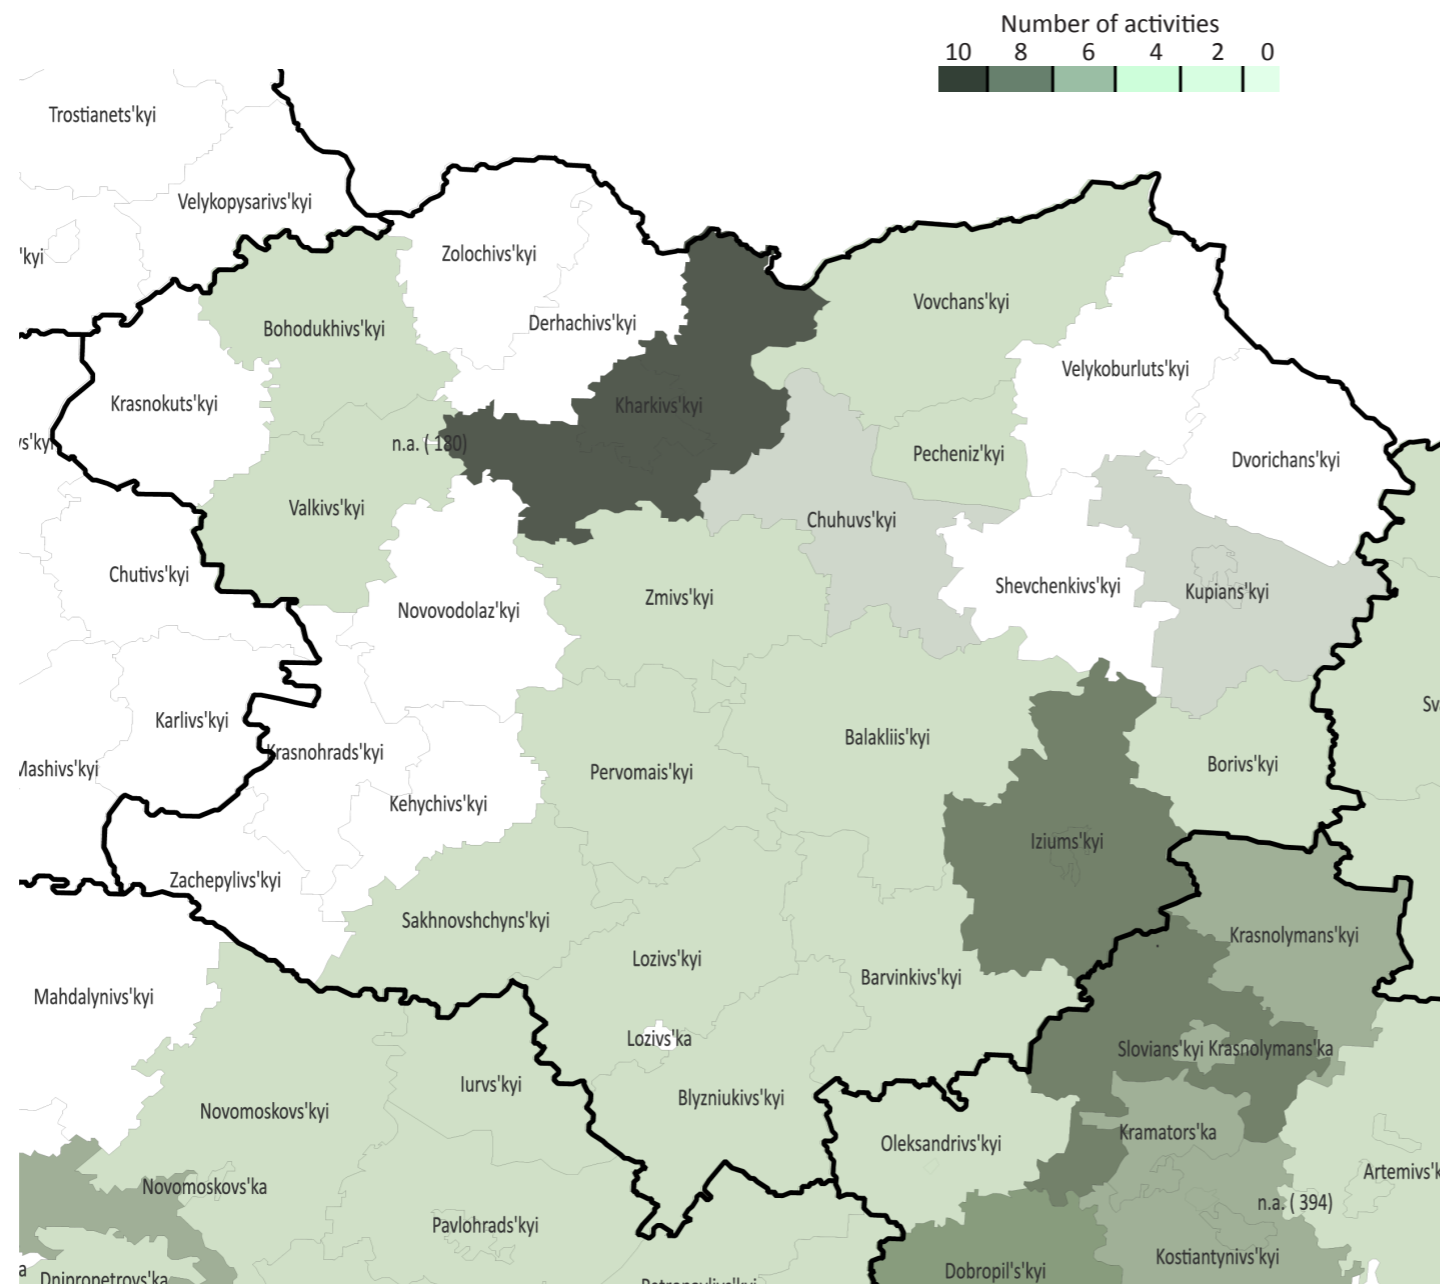 Number of activities
10 8 6 4 2 0
Trostianets'kyi
Velykopysarivs'kyi
'kyi
Zolochivs'kyi
Vovchans'kyi
Bohodukhivs'kyi
Derhachivs'kyi
Velykoburluts'kyi
Krasnokuts'kyi
Kharkivs'kyi
n.a. ( 180)
Pecheniz'kyi
Dvorichans'kyi
Valkivs'kyi
Chuhuvs'kyi
Chutivs'kyi
Shevchenkivs'kyi
Kupians'kyi
Novovodolaz'kyi
Zmivs'kyi
Karlivs'kyi
Krasnohrads'kyi
Balakliis'kyi
Mashivs'kyi
Pervomais'kyi
Borivs'kyi
Kehychivs'kyi
Iziums'kyi
Zachepylivs'kyi
Sakhnovshchyns'kyi
Krasnolymans'kyi
Lozivs'kyi
Barvinkivs'kyi
Mahdalynivs'kyi
Lozivs'ka
Slovians'kyi Krasnolymans'ka
Iurvs'kyi
Blyzniukivs'kyi
Novomoskovs'kyi
Kramators'ka
Oleksandrivs'kyi
Artemivs'k
Novomoskovs'ka
n.a. ( 394)
Pavlohrads'kyi
Kostiantynivs'kyi
Dobropil's'kyi
Dnipropetrovs'ka